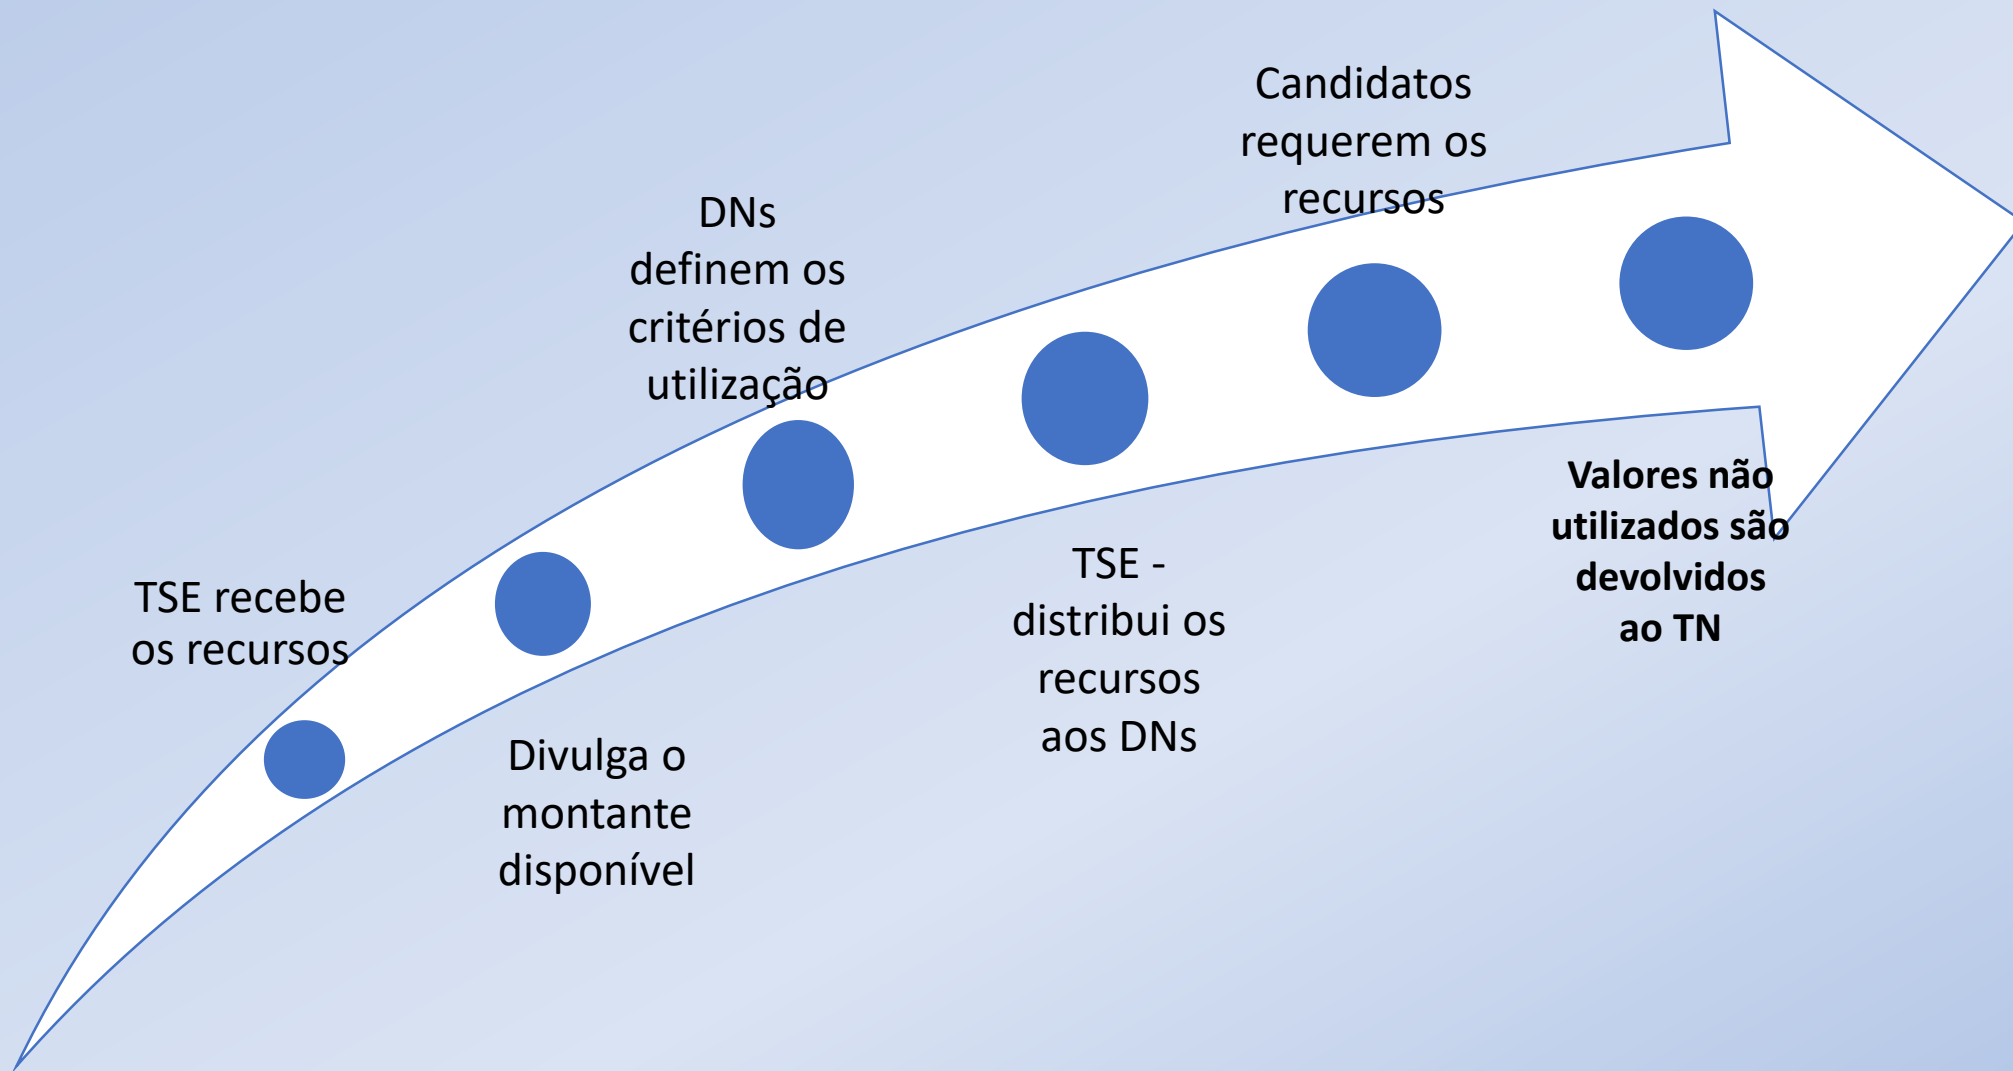 TSE recebe
os recursos
Divulga o
montante
disponível
DNs
definem os
critérios de
utilização
TSE -
distribui os
recursos
aos DNs
Candidatos
requerem os
recursos
Valores não
utilizados são
devolvidos
ao TN